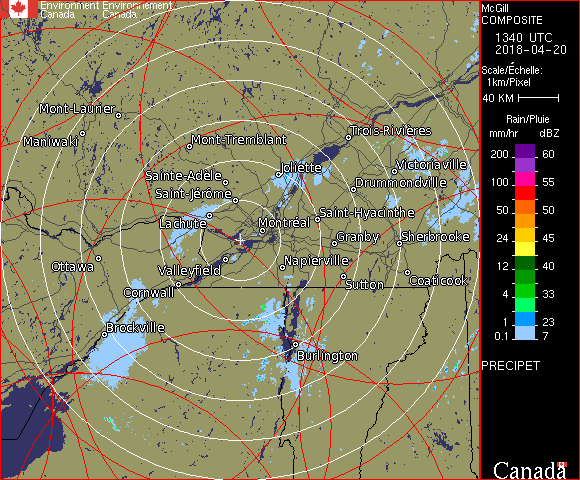 Environment Environnement
Canada Canada
McGill
COMPOSITE
1340 UTC
2018-04-20
Scale/Échelle:
1km/Pixel
40 KM
Rain/Pluie
mm/hr dBZ
200 60
100 55
50 50
24 45
12 40
4 33
1 23
0.1 7
PRECIPET
Canada
Mont-Laurier
Maniwaki
Mont-Tremblant
Trois-Rivières
Joliette
Victoriaville
Sainte-Adèle
Drummondville
Saint-Jérôme
Saint-Hyacinthe
Lachute
Montréal
Granby
Sherbrooke
Ottawa
Valleyfield
Napierville
Sutton
Coaticook
Cornwall
Brockville
Burlington